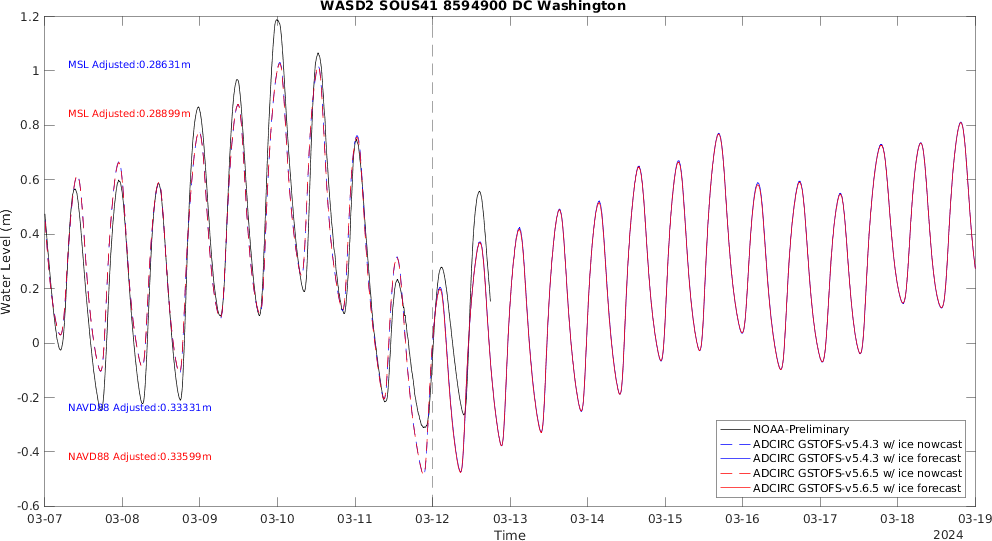 WASD2 SOUS41 8594900 DC Washington
1.2
1
0.8
0.6
0.4
0.2
0
-0.2
-0.4
-0.6
Water Level (m)
MSL Adjusted:0.28631m
MSL Adjusted:0.28899m
NAVD88 Adjusted:0.33331m
NAVD88 Adjusted:0.33599m
NOAA-Preliminary
ADCIRC GSTOFS-v5.4.3 w/ ice nowcast
ADCIRC GSTOFS-v5.4.3 w/ ice forecast
ADCIRC GSTOFS-v5.6.5 w/ ice nowcast
ADCIRC GSTOFS-v5.6.5 w/ ice forecast
03-07 03-08 03-09 03-10 03-11 03-12 03-13 03-14 03-15 03-16 03-17 03-18 03-19
Time
2024